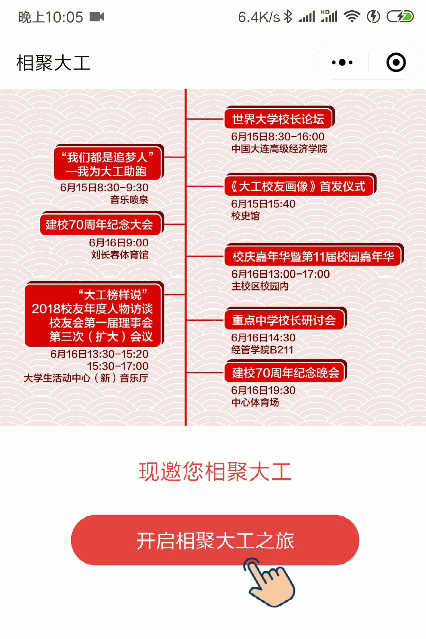 晚上10:05
6.4K/s
相聚大工
世界大学校长论坛
6月15日8:30-16:00
中国大连高级经济学院
“我们都是追梦人”
—我为大工助跑
6月15日8:30-9:30
音乐喷泉
《大工校友画像》首发仪式
6月15日15:40
校史馆
建校70周年纪念大会
6月16日9:00
刘长春体育馆
校庆嘉年华暨第11届校园嘉年华
6月16日13:00-17:00
主校区校园内
“大工榜样说”
2018校友年度人物访谈
校友会第一届理事会
第三次（扩大）会议
6月16日13:30-15:20
15:30-17:00
大学生活动中心（新）音乐厅
重点中学校长研讨会
6月16日14:30
经管学院B211
建校70周年纪念晚会
6月16日19:30
中心体育场
现邀您相聚大工
开启相聚大工之旅